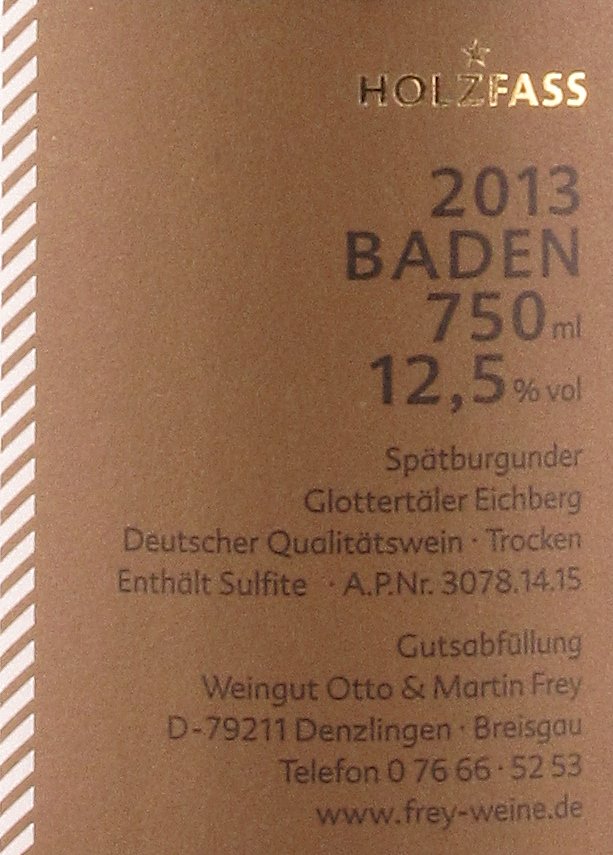 HOLZFASS
2013
BADEN
750 ml
12,5 % vol
Spätburgunder
Glottertäler Eichberg
Deutscher Qualitätswein · Trocken
Enthält Sulfite · A.P.Nr. 3078.14.15
Gutsabfüllung
Weingut Otto & Martin Frey
D-79211 Denzlingen · Breisgau
Telefon 0 76 66 · 52 53
www.frey-weine.de